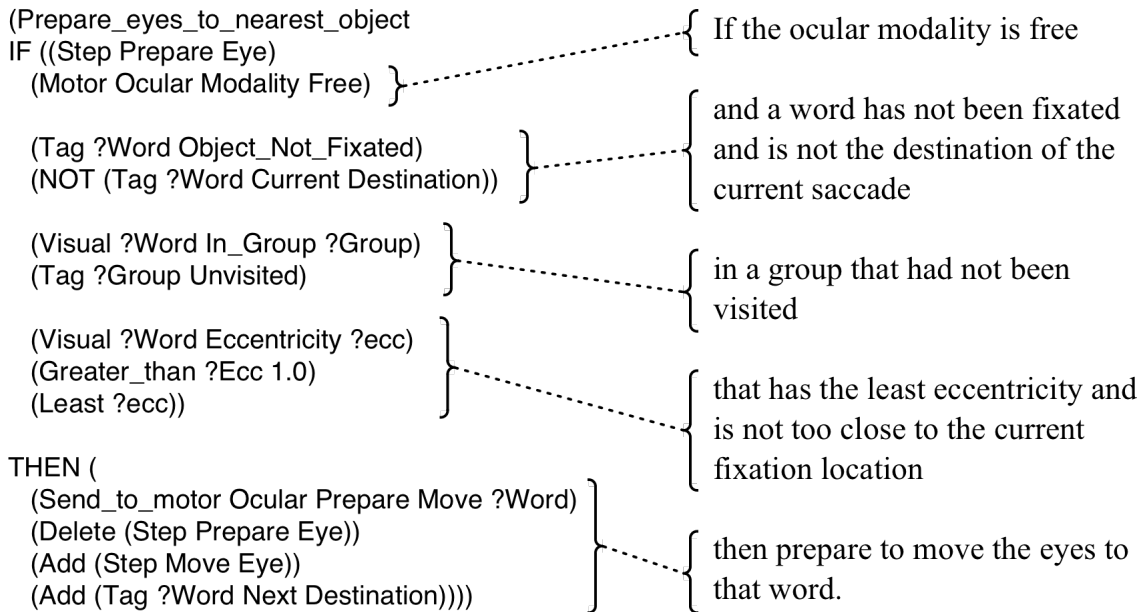 (Prepare_eyes_to_nearest_object
IF ((Step Prepare Eye)
(Motor Ocular Modality Free)
(Tag ?Word Object_Not_Fixated)
(NOT (Tag ?Word Current Destination))
(Visual ?Word In_Group ?Group)
(Tag ?Group Unvisited)
(Visual ?Word Eccentricity ?ecc)
(Greater_than ?Ecc 1.0)
(Least ?ecc))
THEN (
(Send_to_motor Ocular Prepare Move ?Word)
(Delete (Step Prepare Eye))
(Add (Step Move Eye))
(Add (Tag ?Word Next Destination))))
If the ocular modality is free
and a word has not been fixated
and is not the destination of the
current saccade
in a group that had not been
visited
that has the least eccentricity and
is not too close to the current
fixation location
then prepare to move the eyes to
that word.